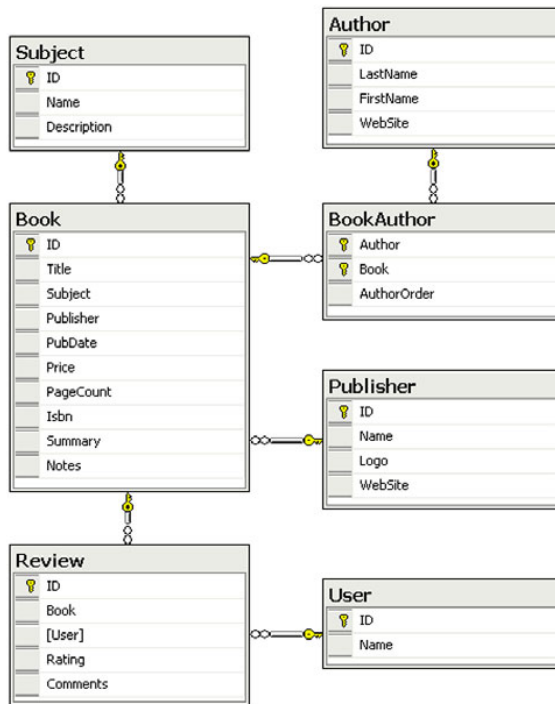 Subject
ID
Name
Description
Author
ID
LastName
FirstName
WebSite
Book
ID
Title
Subject
Publisher
PubDate
Price
PageCount
Isbn
Summary
Notes
BookAuthor
Author
Book
AuthorOrder
Publisher
ID
Name
Logo
WebSite
Review
ID
Book
[User]
Rating
Comments
User
ID
Name